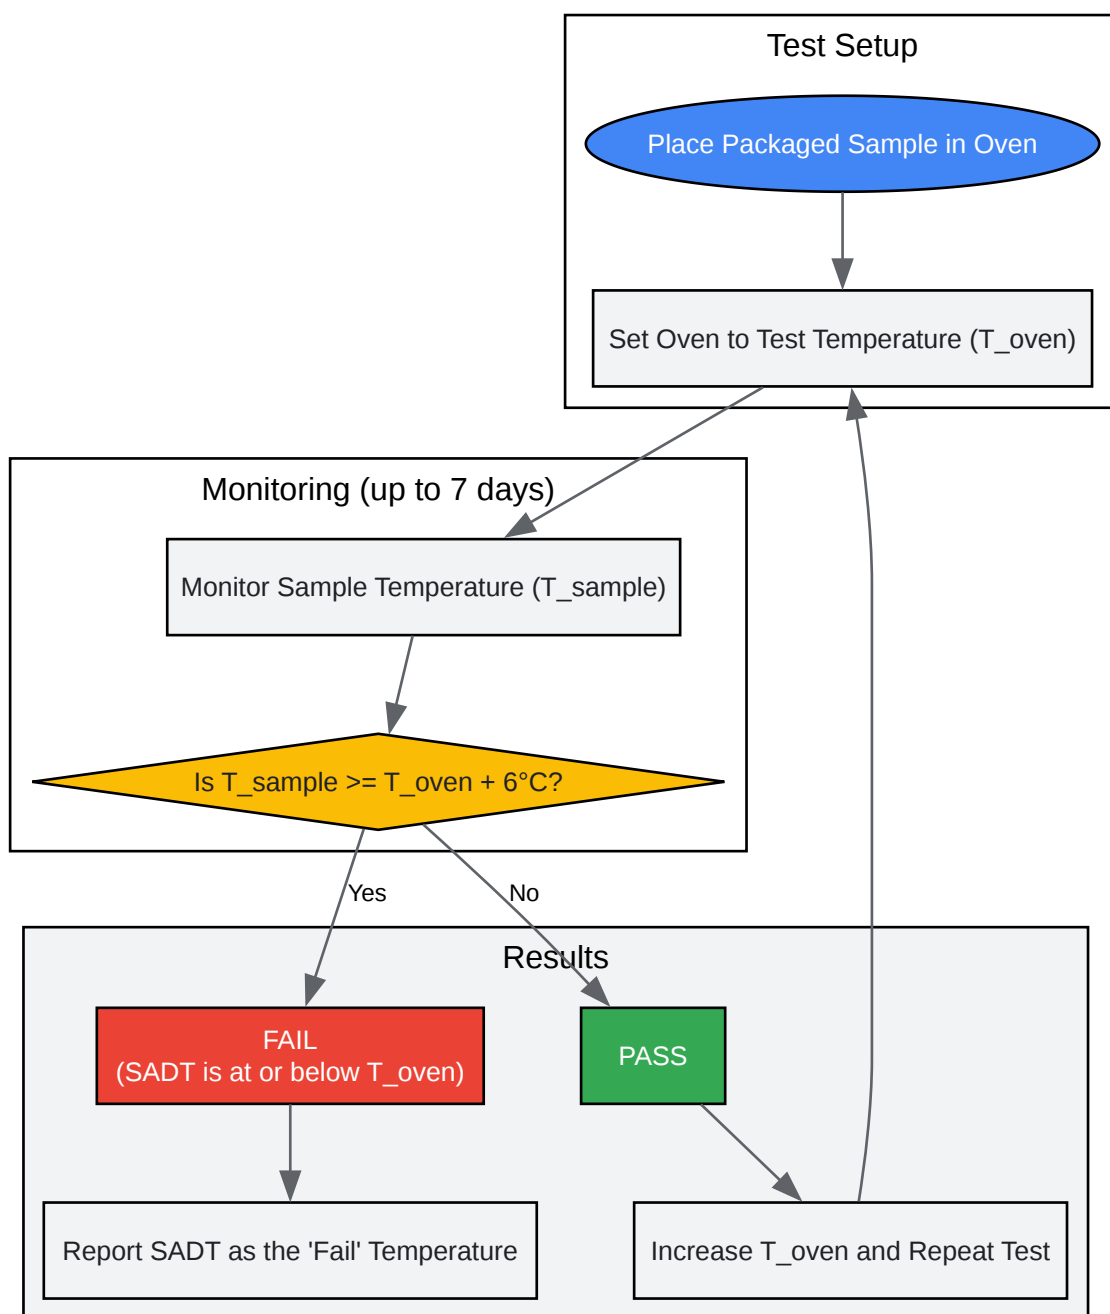 Test Setup
Place Packaged Sample in Oven
Set Oven to Test Temperature (T_oven)
Monitoring (up to 7 days)
Monitor Sample Temperature (T_sample)
Is T_sample >= T_oven + 6°C?
Yes
No
Results
FAIL
(SADT is at or below T_oven)
PASS
Report SADT as the 'Fail' Temperature
Increase T_oven and Repeat Test